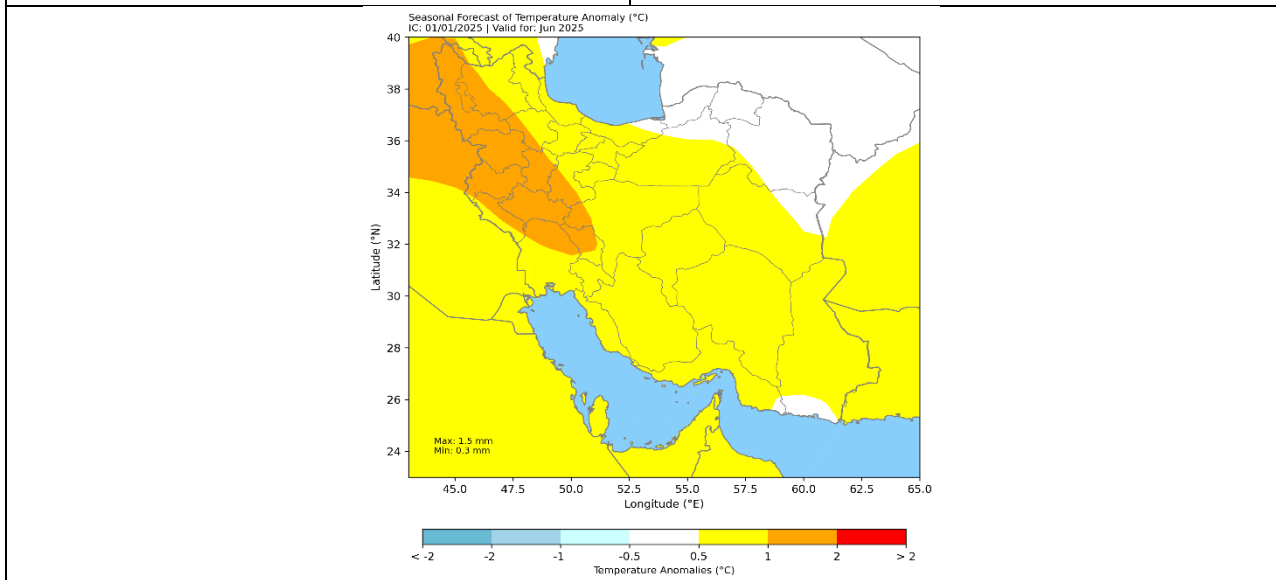 Seasonal Forecast of Temperature Anomaly (°C)
IC: 01/01/2025 | Valid for: Jun 2025
40
38
36
34
32
30
28
26
24
Latitude (°N)
Max: 1.5 mm
Min: 0.3 mm
45.0 47.5 50.0 52.5 55.0 57.5 60.0 62.5 65.0
Longitude (°E)
< -2 -2 -1 -0.5 0.5 1 2 > 2
Temperature Anomalies (°C)